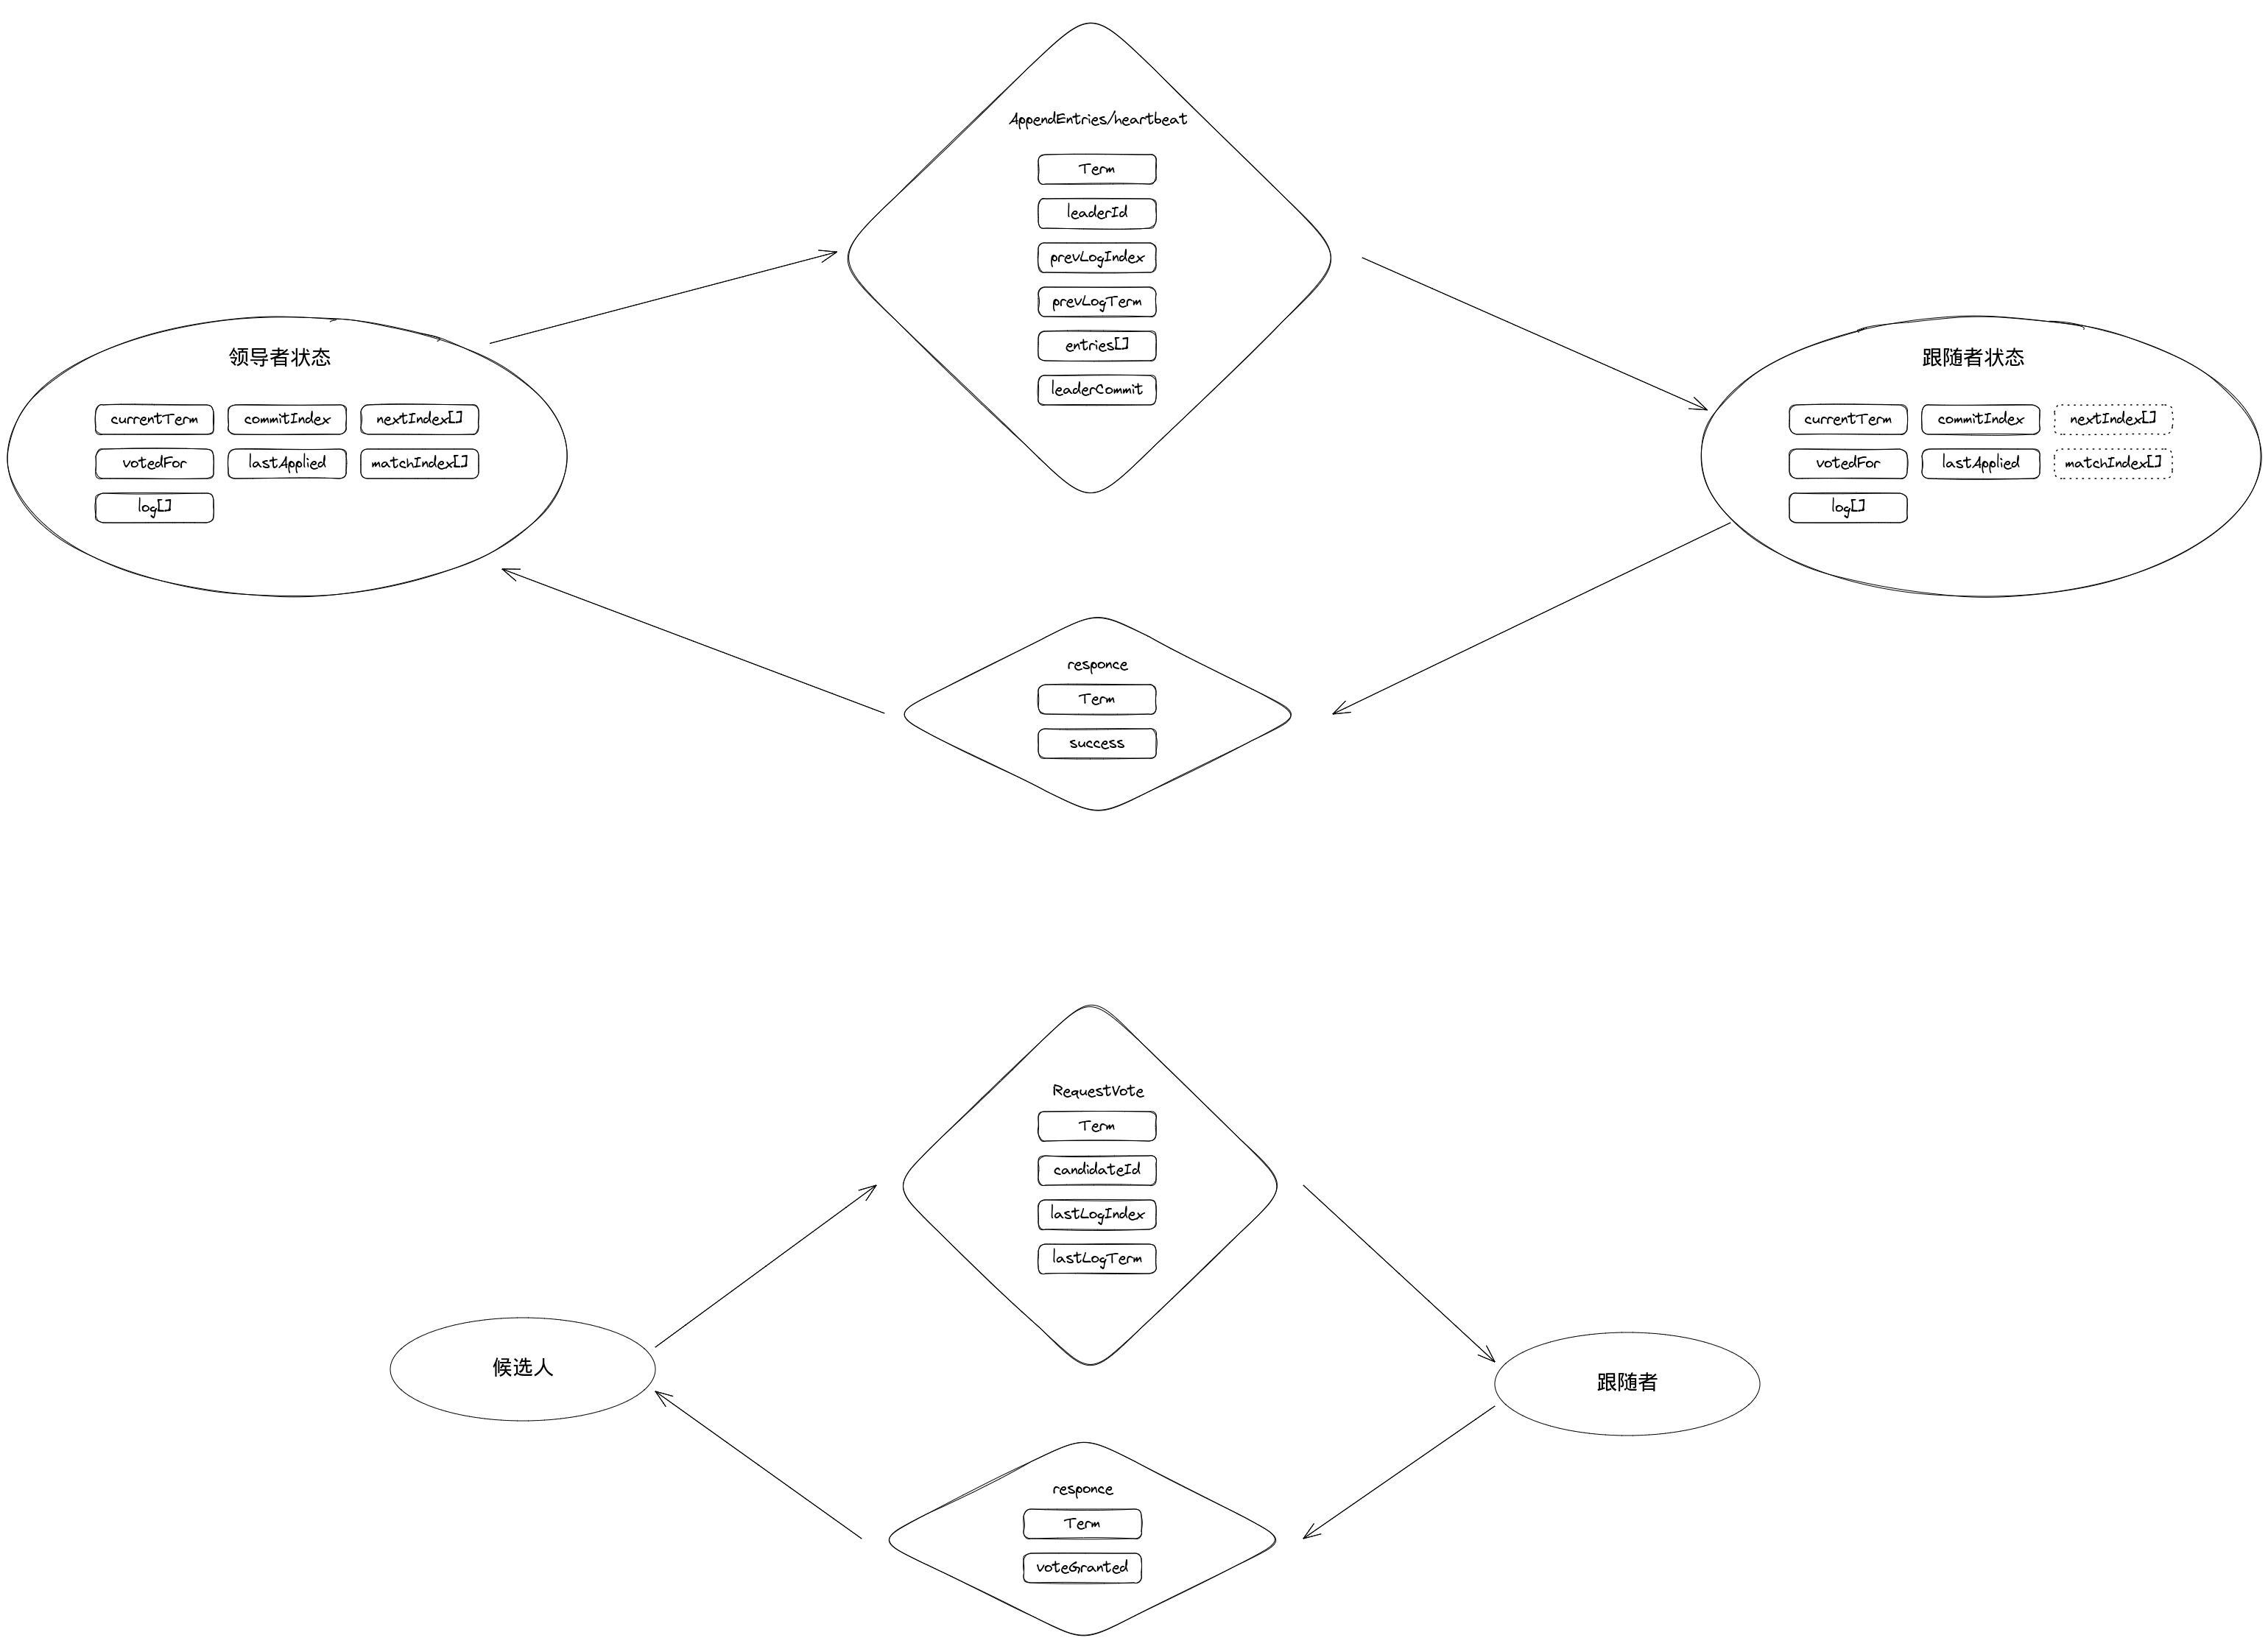 AppendEntries/heartbeat
Term
leaderId
prevLogIndex
prevLogTerm
entries[]
leaderCommit
领导者状态
currentTerm commitIndex nextIndex[]
votedFor lastApplied matchIndex[]
log[]
跟随者状态
currentTerm commitIndex nextIndex[]
votedFor lastApplied matchIndex[]
log[]
responce
Term
success
RequestVote
Term
candidateId
lastLogIndex
lastLogTerm
候选人
跟随者
responce
Term
voteGranted